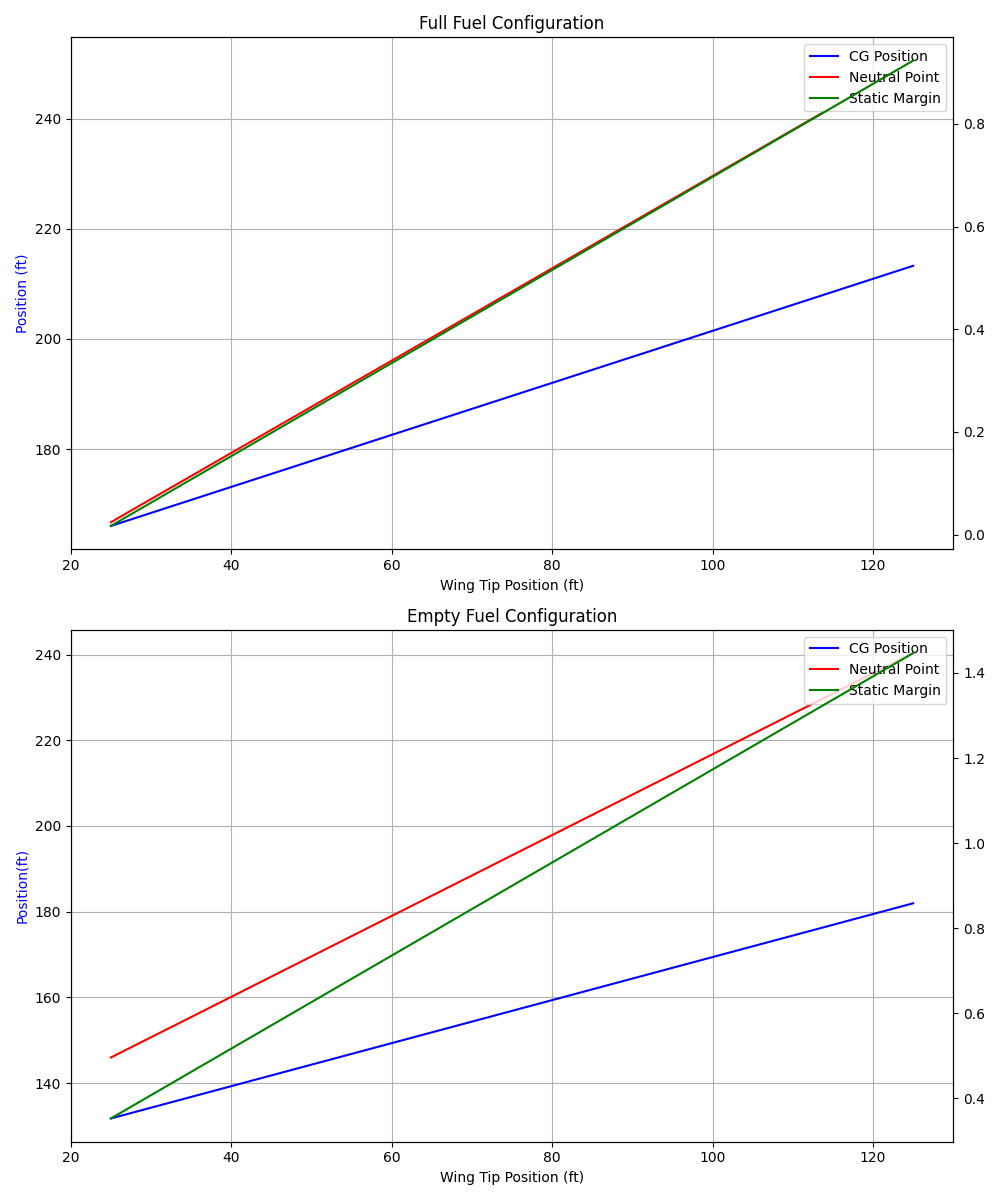 Full Fuel Configuration
CG Position
Neutral Point
Static Margin
240
220
200
180
0.8
0.6
0.4
0.2
0.0
Position (ft)
20 40 60 80 100 120
Wing Tip Position (ft)
Empty Fuel Configuration
CG Position
Neutral Point
Static Margin
240
220
200
180
160
140
1.4
1.2
1.0
0.8
0.6
0.4
Position(ft)
20 40 60 80 100 120
Wing Tip Position (ft)